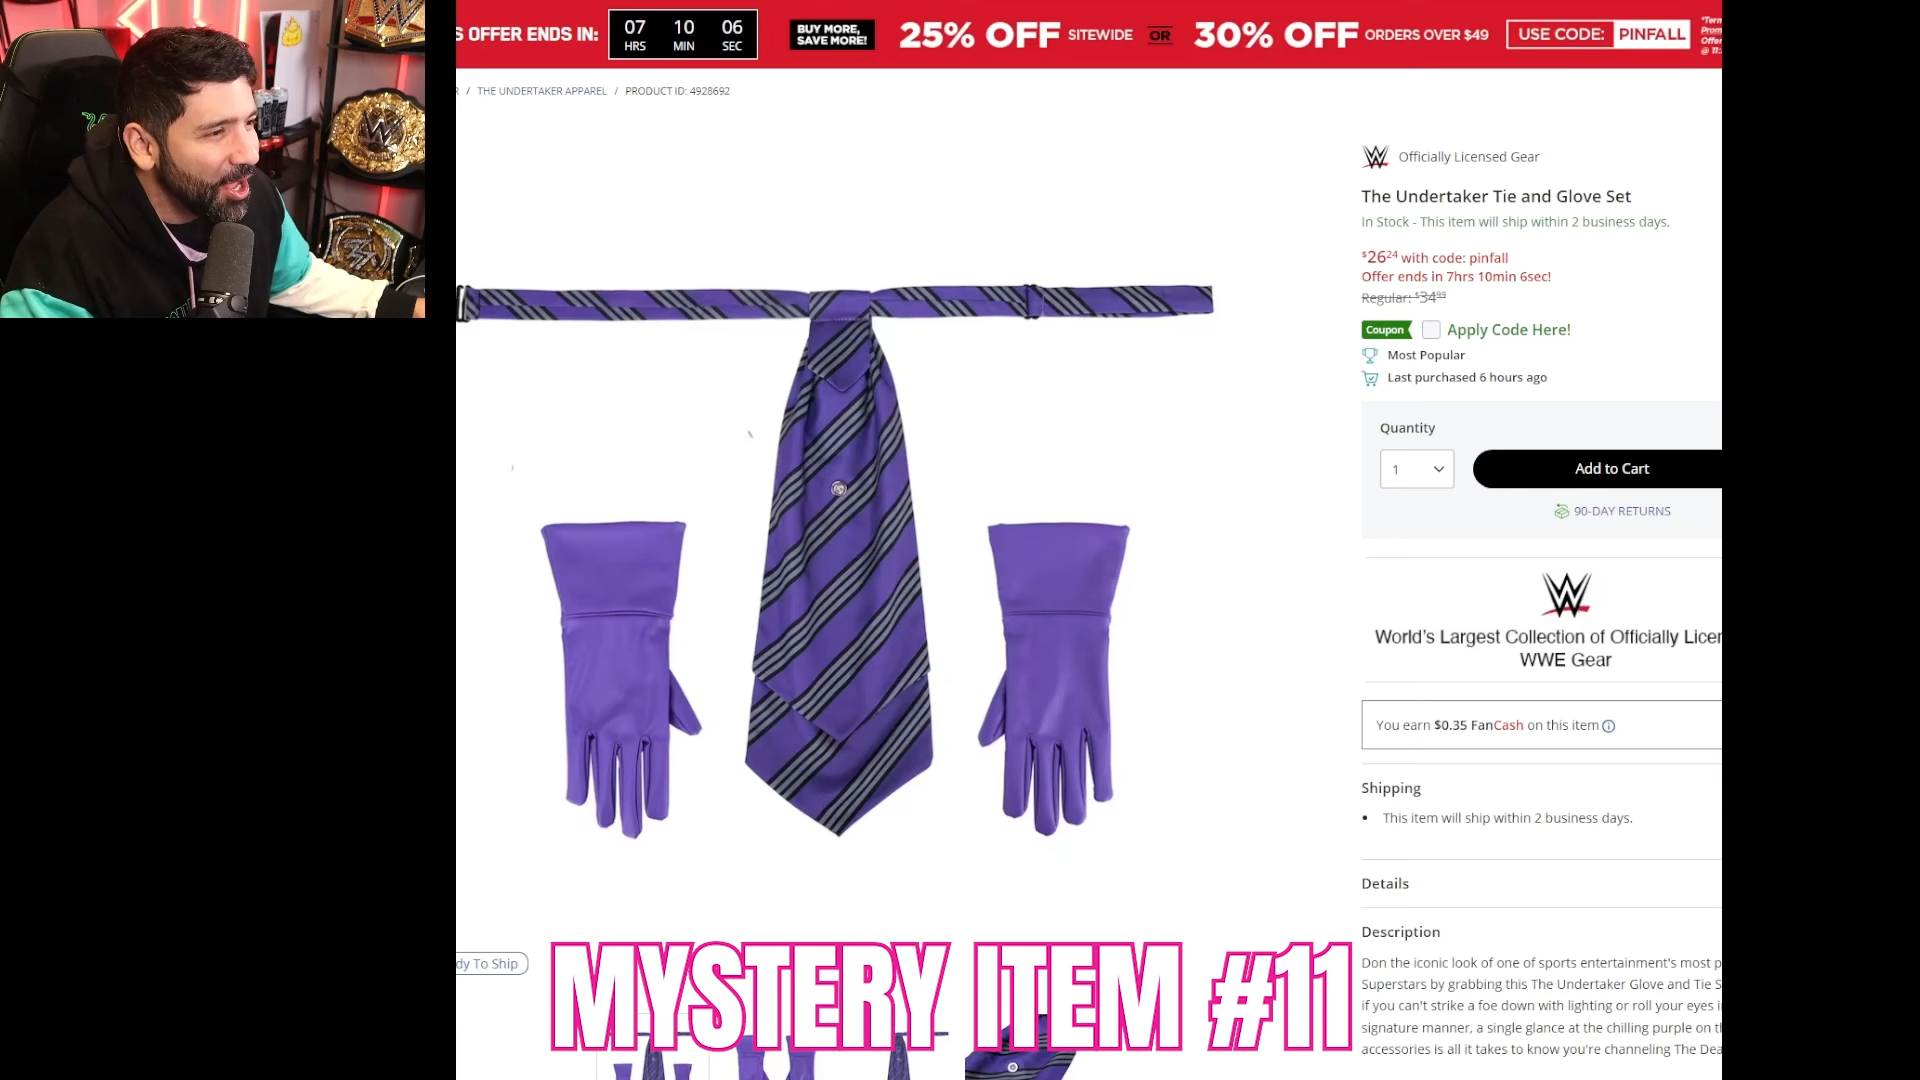 S OFFER ENDS IN:
07 10 06
HRS MIN SEC
BUY MORE,
SAVE MORE!
25% OFF SITEWIDE OR 30% OFF ORDERS OVER $49
USE CODE: PINFALL
/ THE UNDERTAKER APPAREL / PRODUCT ID: 4928692
Officially Licensed Gear
The Undertaker Tie and Glove Set
In Stock - This item will ship within 2 business days.
$26.24 with code: pinfall
Offer ends in 7hrs 10min 6sec!
Regular: $34.99
Coupon Apply Code Here!
Most Popular
Last purchased 6 hours ago
Quantity
1
Add to Cart
90-DAY RETURNS
W
World's Largest Collection of Officially Licen
WWE Gear
You earn $0.35 FanCash on this item
Shipping
• This item will ship within 2 business days.
Details
Description
Don the iconic look of one of sports entertainment's most p
Superstars by grabbing this The Undertaker Glove and Tie S
if you can't strike a foe down with lighting or roll your eyes i
signature manner, a single glance at the chilling purple on th
accessories is all it takes to know you're channeling The Dea
dy To Ship
MYSTERY ITEM #11